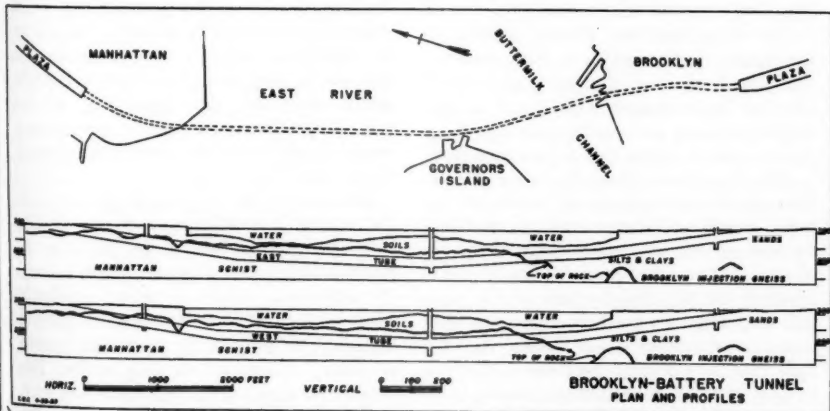 MANHATTAN
PLAZA
EAST RIVER
BUTTERMILK
CHANNEL
BROOKLYN
PLAZA
GOVERNORS
ISLAND
WATER
SOILS
WATER
EAST TUBE
SANDS
SILTS & CLAYS
MANHATTAN SCHIST
TOP OF ROCK
BROOKLYN INJECTION GNEISS
WATER
SOILS
WATER
WEST TUBE
SANDS
SILTS & CLAYS
MANHATTAN SCHIST
TOP OF ROCK
BROOKLYN INJECTION GNEISS
HORIZ. 0 1000 2000 FEET
VERTICAL 0 100 200
BROOKLYN-BATTERY TUNNEL
PLAN AND PROFILES